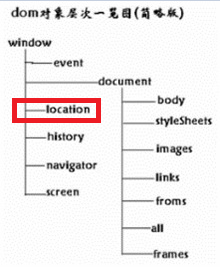 dom对象层次一览图(简略版)
window
event
document
location
body
styleSheets
history
images
navigator
links
screen
froms
all
frames